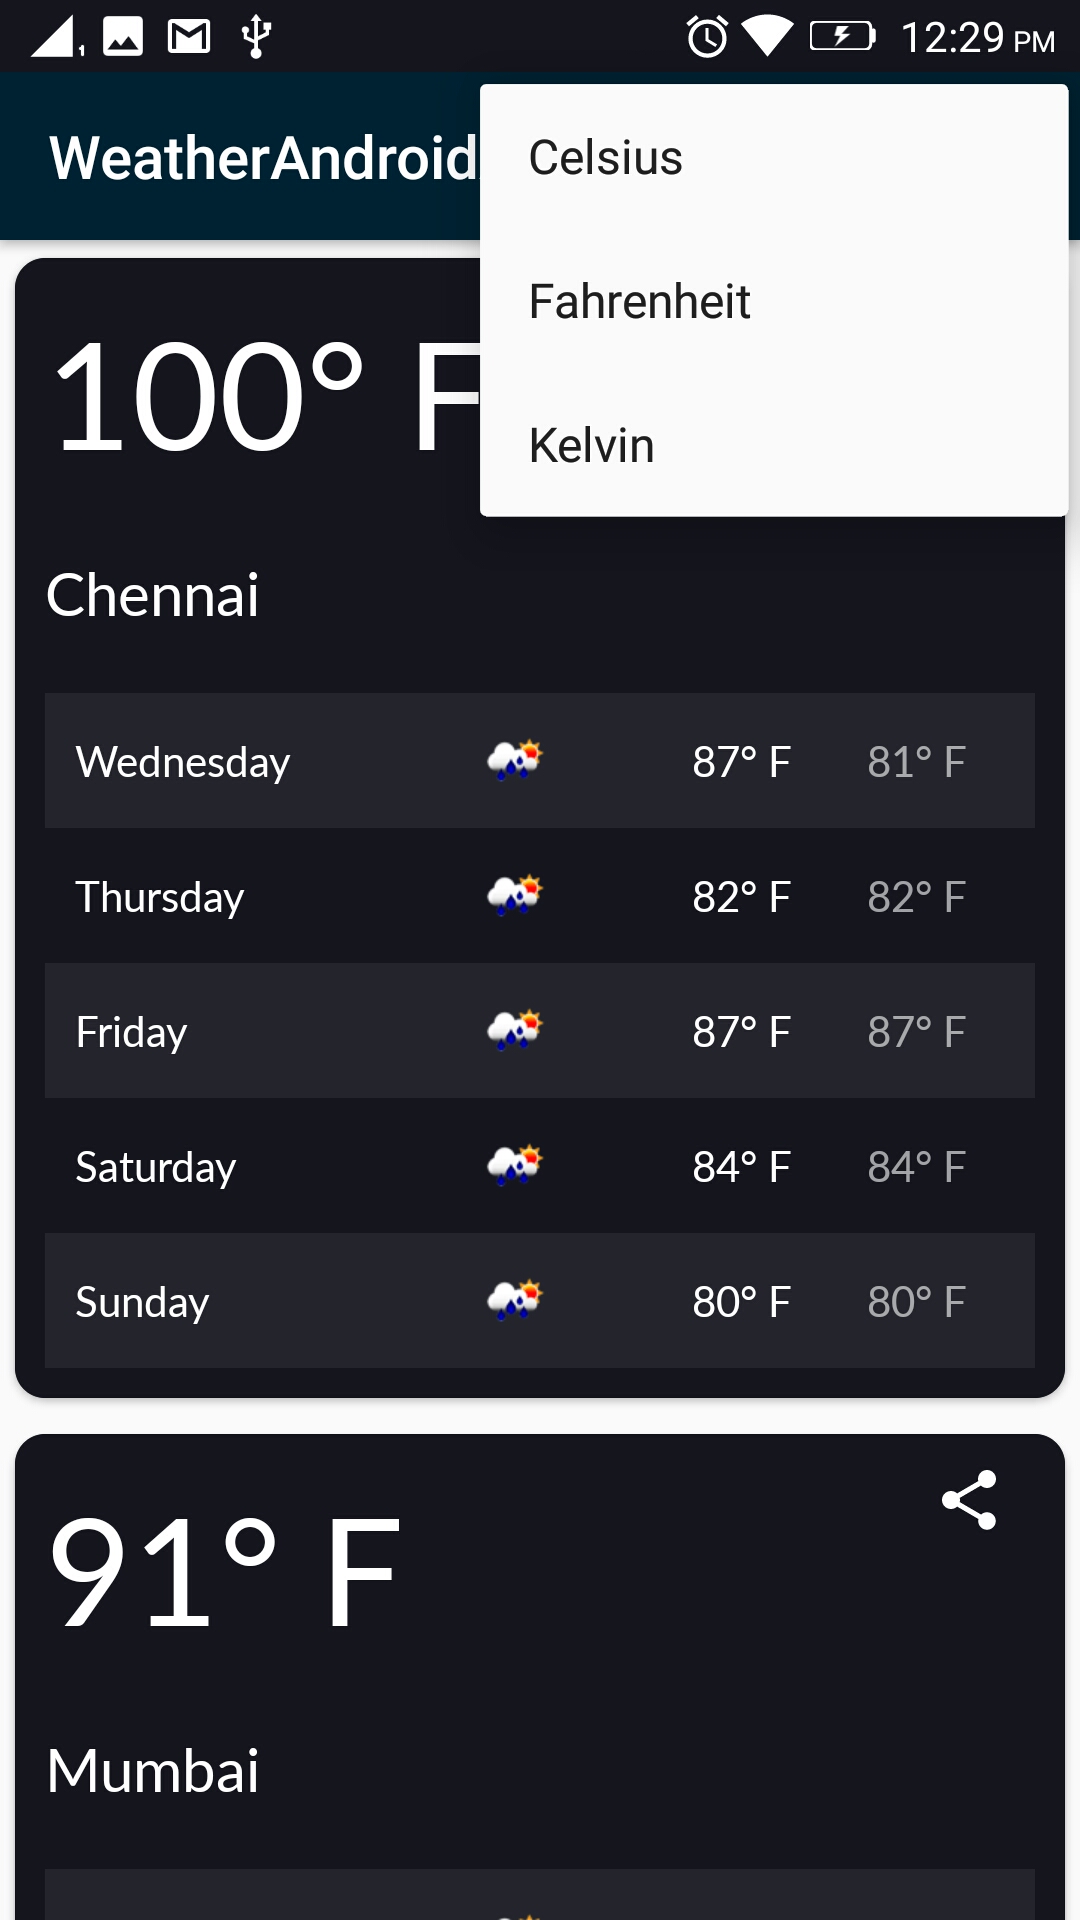 1
12:29 PM
WeatherAndroid
Celsius
Fahrenheit
Kelvin
100° F
Chennai
Wednesday 87° F 81° F
Thursday 82° F 82° F
Friday 87° F 87° F
Saturday 84° F 84° F
Sunday 80° F 80° F
91° F
Mumbai